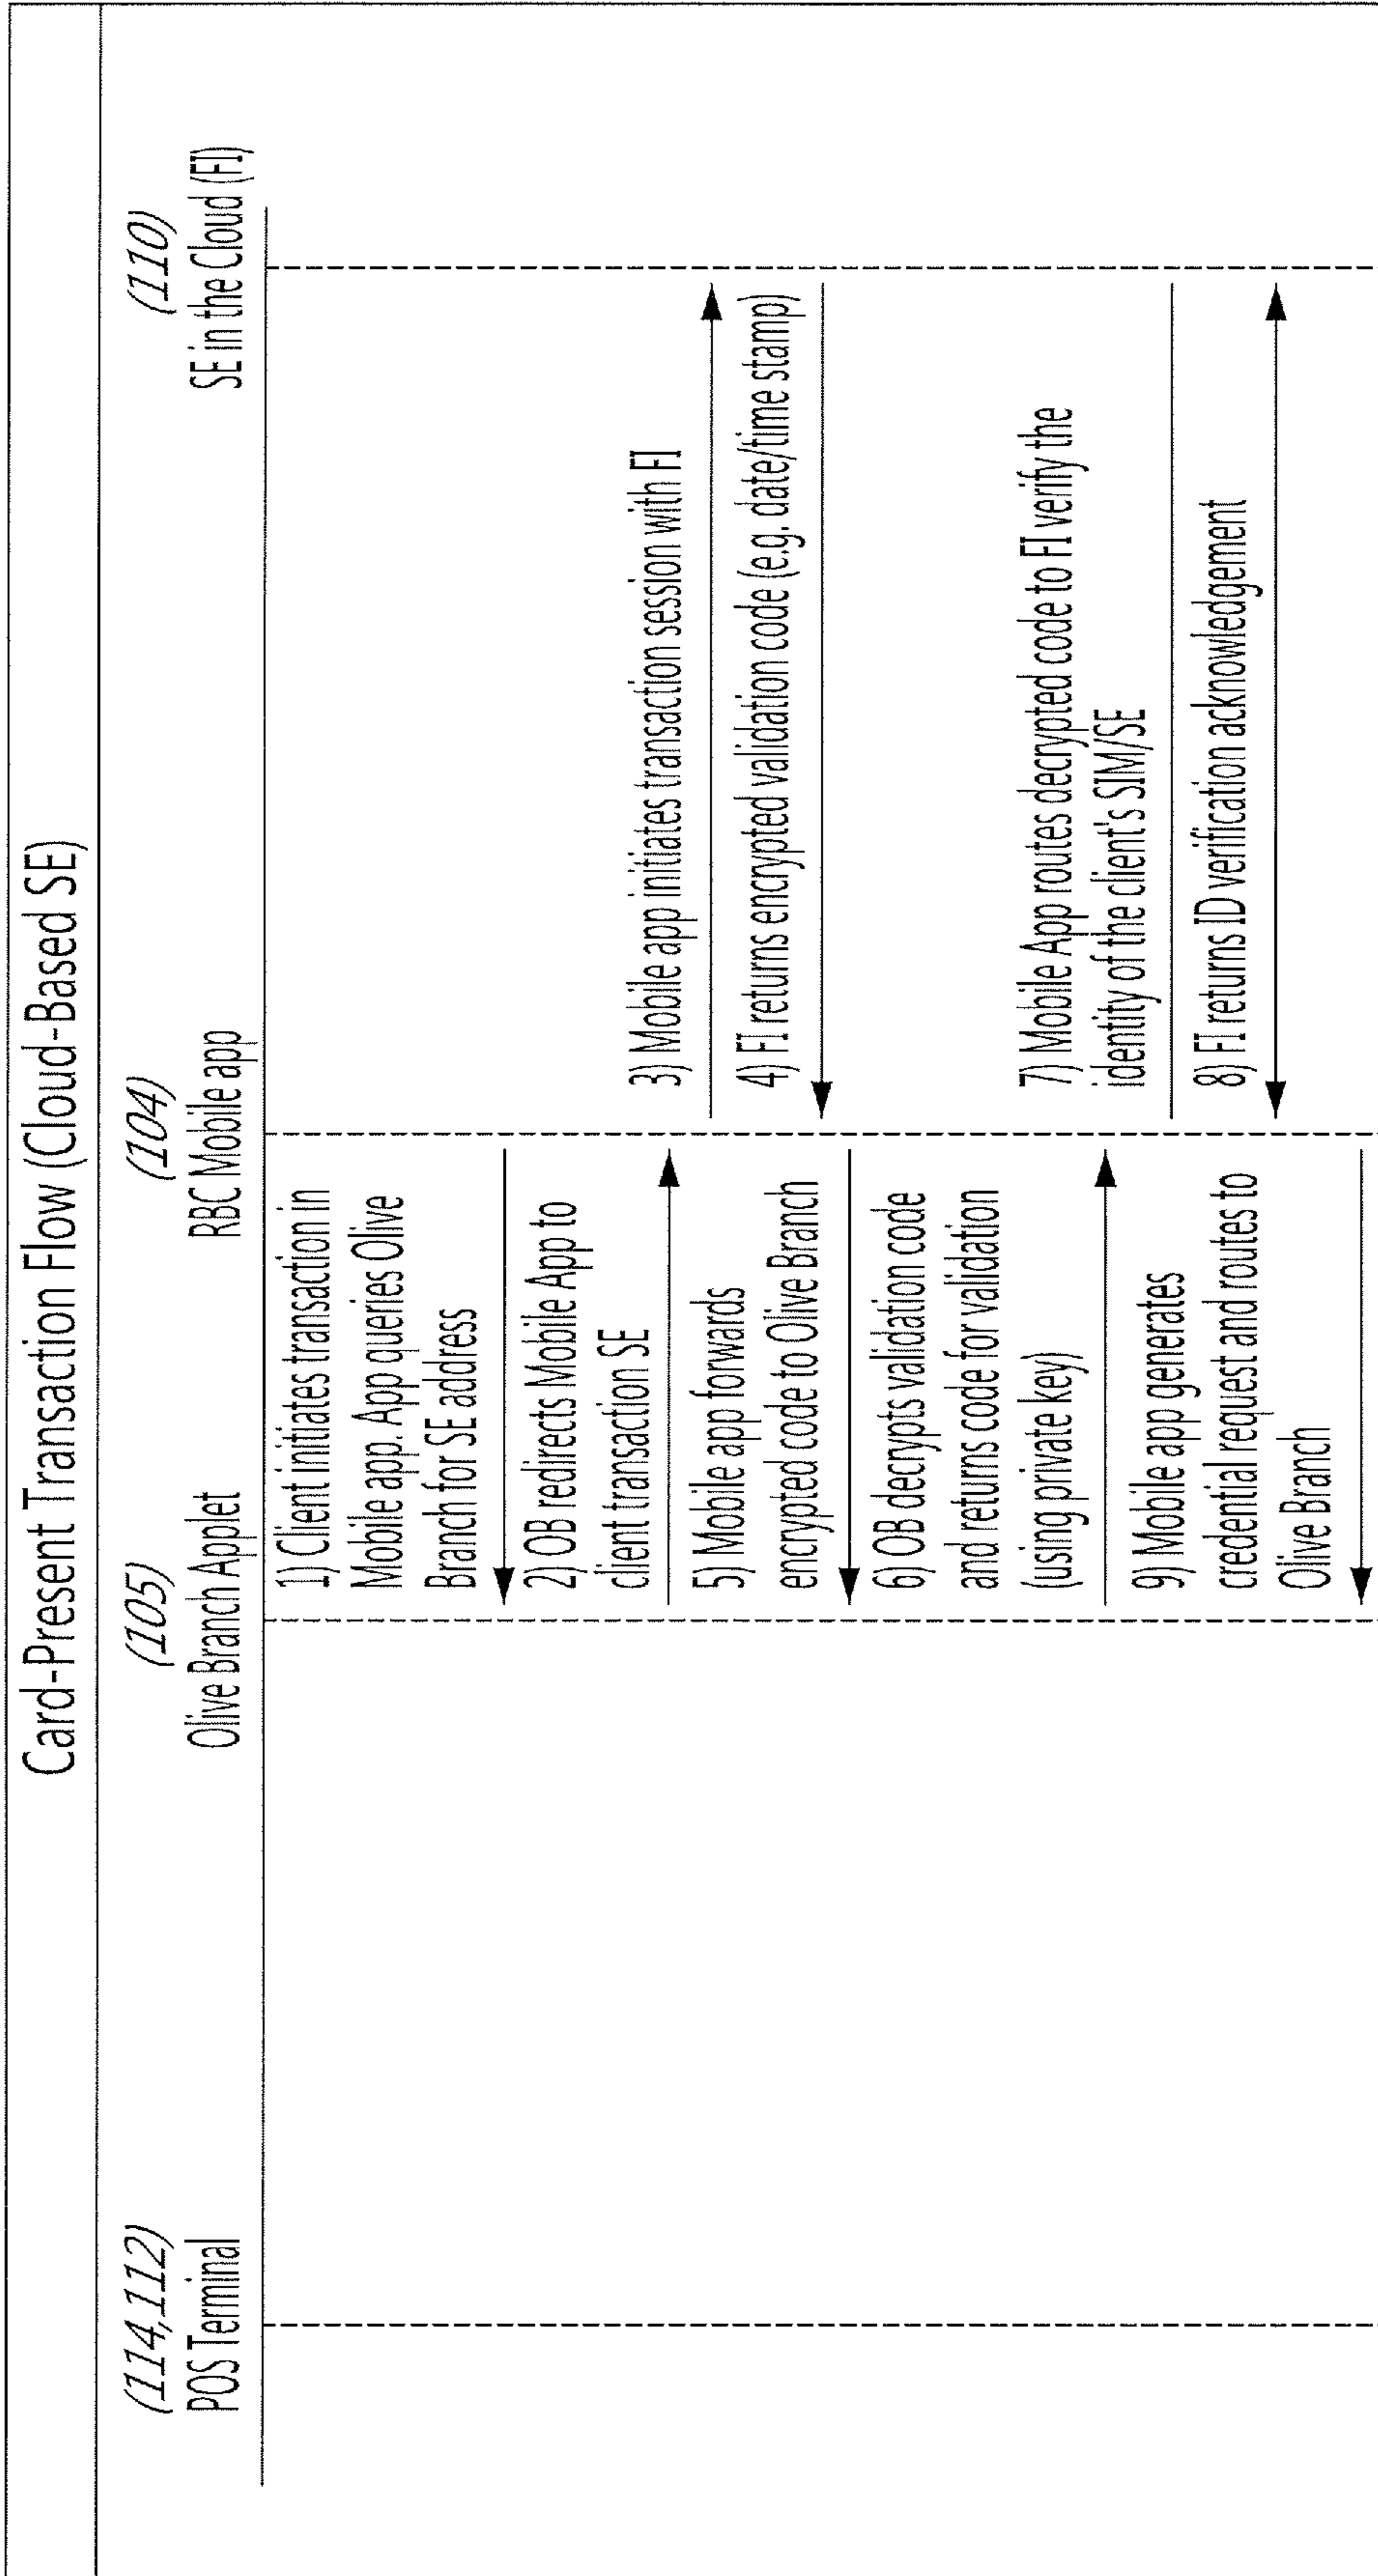 Card-Present Transaction Flow (Cloud-Based SE)
(114,112)
POS Terminal
(105)
Olive Branch Applet
(104)
RBC Mobile app
(110)
SE in the Cloud (FI)
1) Client initiates transaction in
Mobile app. App queries Olive
Branch for SE address
2) OB redirects Mobile App to
client transaction SE
3) Mobile app initiates transaction session with FI
4) FI returns encrypted validation code (e.g. date/time stamp)
5) Mobile app forwards
encrypted code to Olive Branch
6) OB decrypts validation code
and returns code for validation
(using private key)
7) Mobile App routes decrypted code to FI verify the
identity of the client's SIM/SE
8) FI returns ID verification acknowledgement
9) Mobile app generates
credential request and routes to
Olive Branch